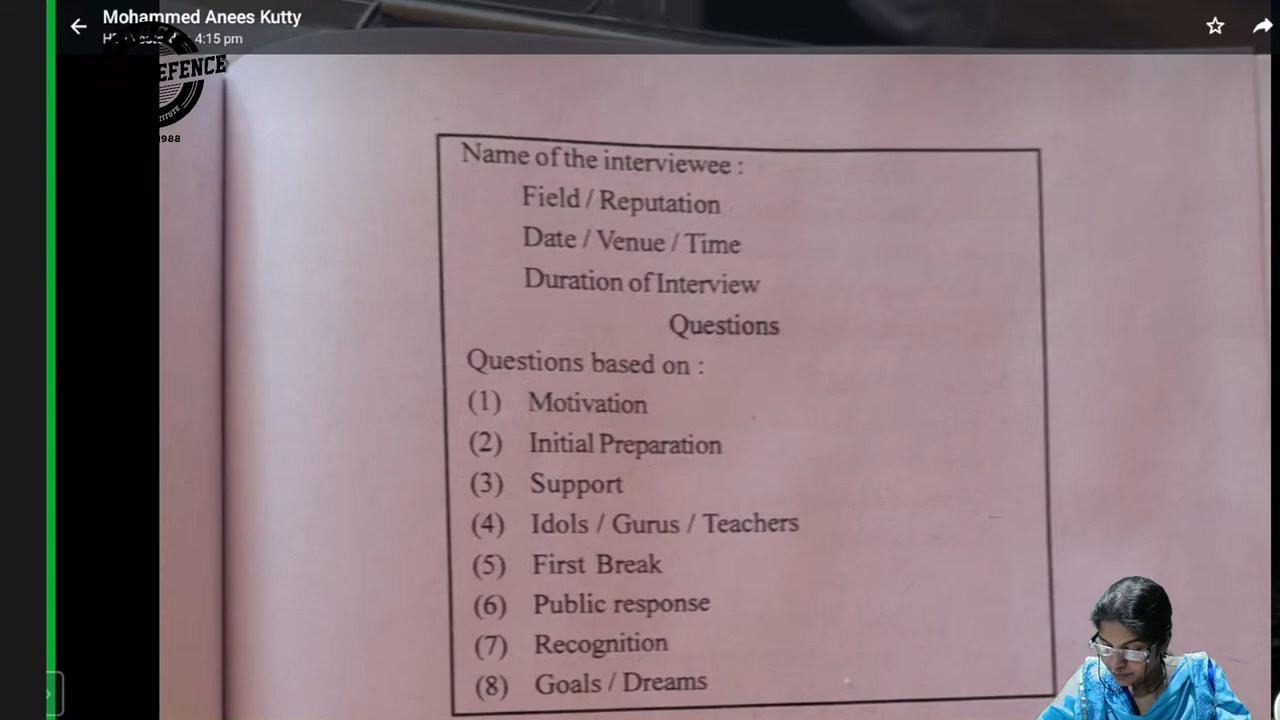 Mohammed Anees Kutty
4:15 pm
EFENCE
1988
Name of the interviewee :
Field / Reputation
Date / Venue / Time
Duration of Interview
Questions
Questions based on :
(1) Motivation
(2) Initial Preparation
(3) Support
(4) Idols / Gurus / Teachers
(5) First Break
(6) Public response
(7) Recognition
(8) Goals / Dreams